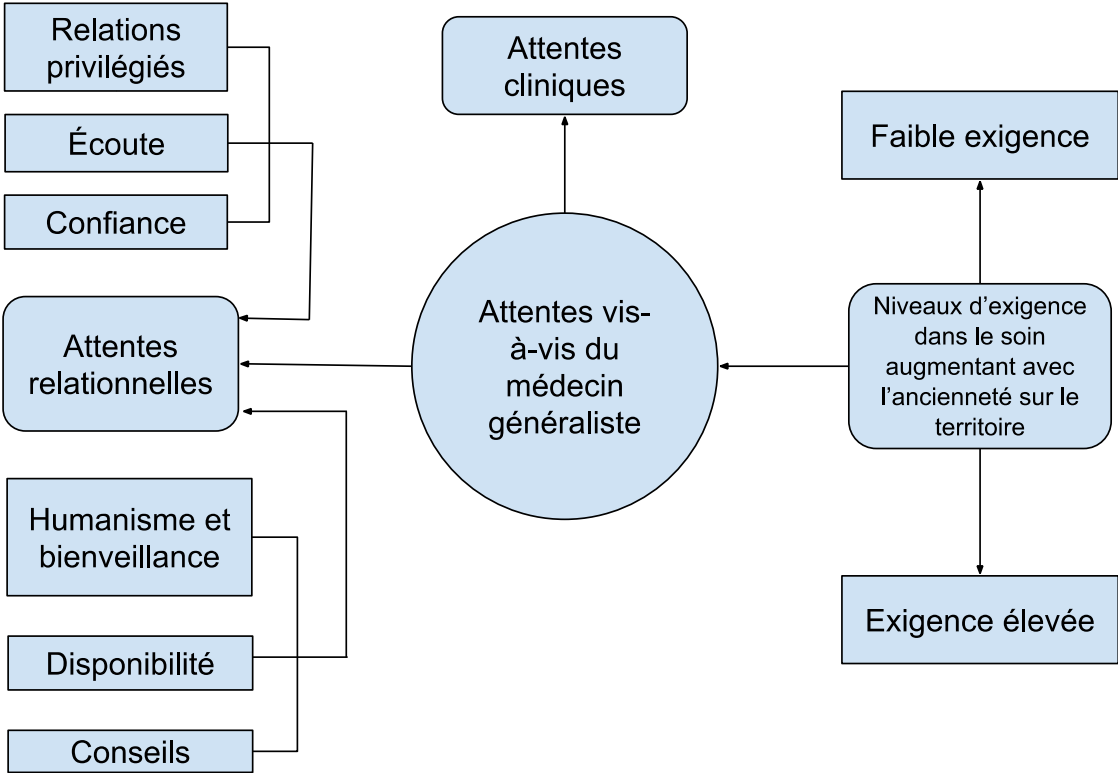 Relations
privilégiés
Écoute
Confiance
Attentes
relationnelles
Humanisme et
bienveillance
Disponibilité
Conseils
Attentes
cliniques
Attentes vis-
à-vis du
médecin
généraliste
Faible exigence
Niveaux d’exigence
dans le soin
augmentant avec
l’ancienneté sur le
territoire
Exigence élevée